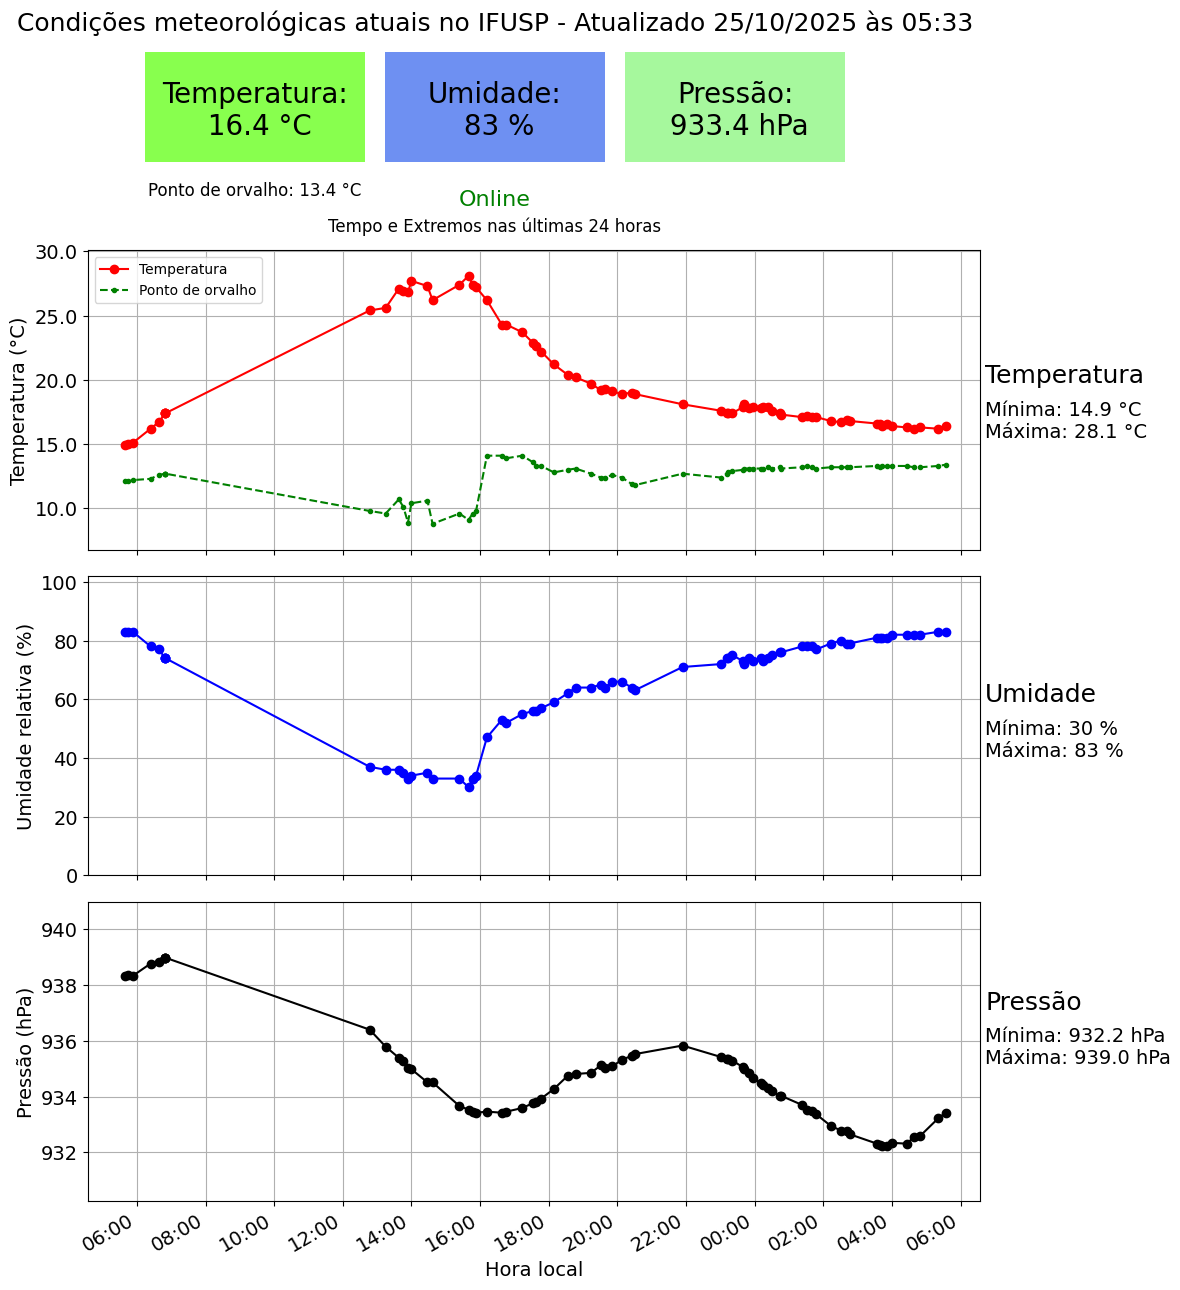 Condições meteorológicas atuais no IFUSP - Atualizado 25/10/2025 às 05:33
Temperatura:
16.4 °C
Umidade:
83 %
Pressão:
933.4 hPa
Ponto de orvalho: 13.4 °C
Online
Tempo e Extremos nas últimas 24 horas
Temperatura (°C)
30.0
25.0
20.0
15.0
10.0
Temperatura
Ponto de orvalho
Temperatura
Mínima: 14.9 °C
Máxima: 28.1 °C
Umidade relativa (%)
100
80
60
40
20
0
Umidade
Mínima: 30 %
Máxima: 83 %
Pressão (hPa)
940
938
936
934
932
Pressão
Mínima: 932.2 hPa
Máxima: 939.0 hPa
06:00 08:00 10:00 12:00 14:00 16:00 18:00 20:00 22:00 00:00 02:00 04:00 06:00
Hora local